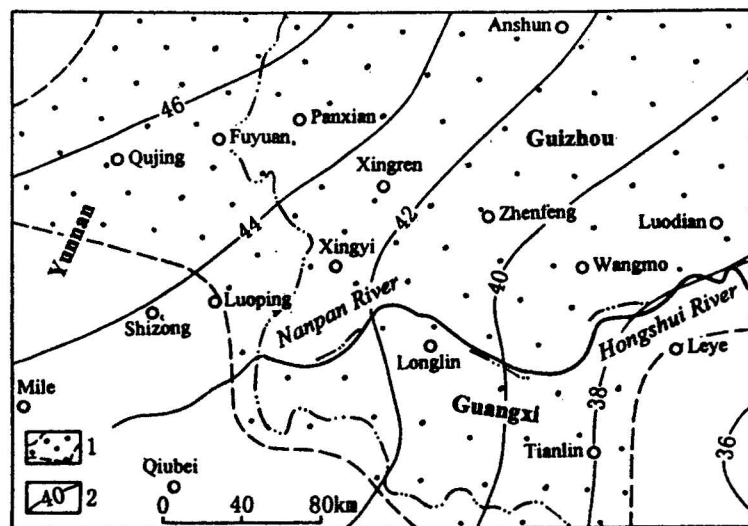 Anshun
46
Panxian
Fuyuan
Guizhou
Qujing
Xingren
42
Zhenfeng
44
Luodian
Yunnan
Xingyi
40
Wangmo
Luoping
Nanpan River
Shizong
Hongshui River
Longlin
Leye
Mile
38
Guangxi
1
Tianlin
36
Qiubei
40 2
0 40 80km